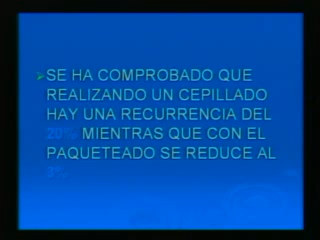 SE HA COMPROBADO QUE
REALIZANDO UN CEPILLADO
HAY UNA RECURRENCIA DEL
20% MIENTRAS QUE CON EL
PAQUETEADO SE REDUCE AL
3%.